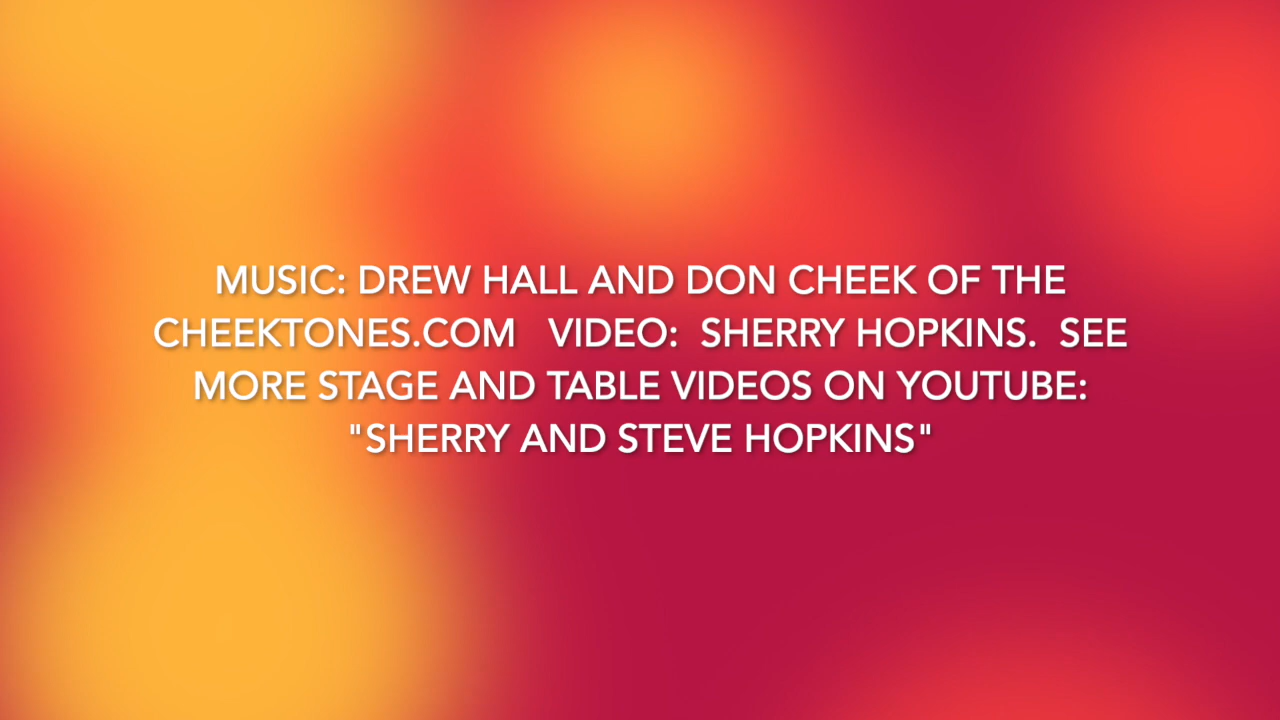 MUSIC: DREW HALL AND DON CHEEK OF THE
CHEEKTONES.COM   VIDEO:  SHERRY HOPKINS.  SEE
MORE STAGE AND TABLE VIDEOS ON YOUTUBE:
"SHERRY AND STEVE HOPKINS"